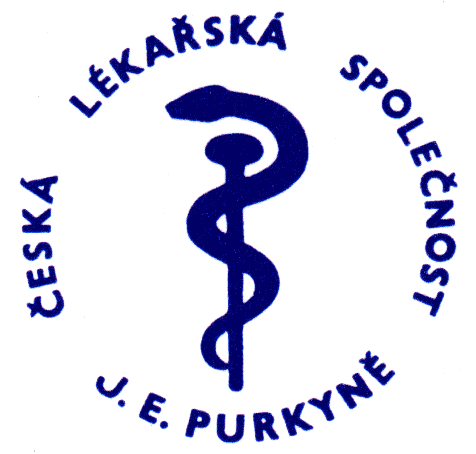 ČESKÁ LÉKAŘSKÁ SPOLEČNOST
J. E. PURKYNĚ